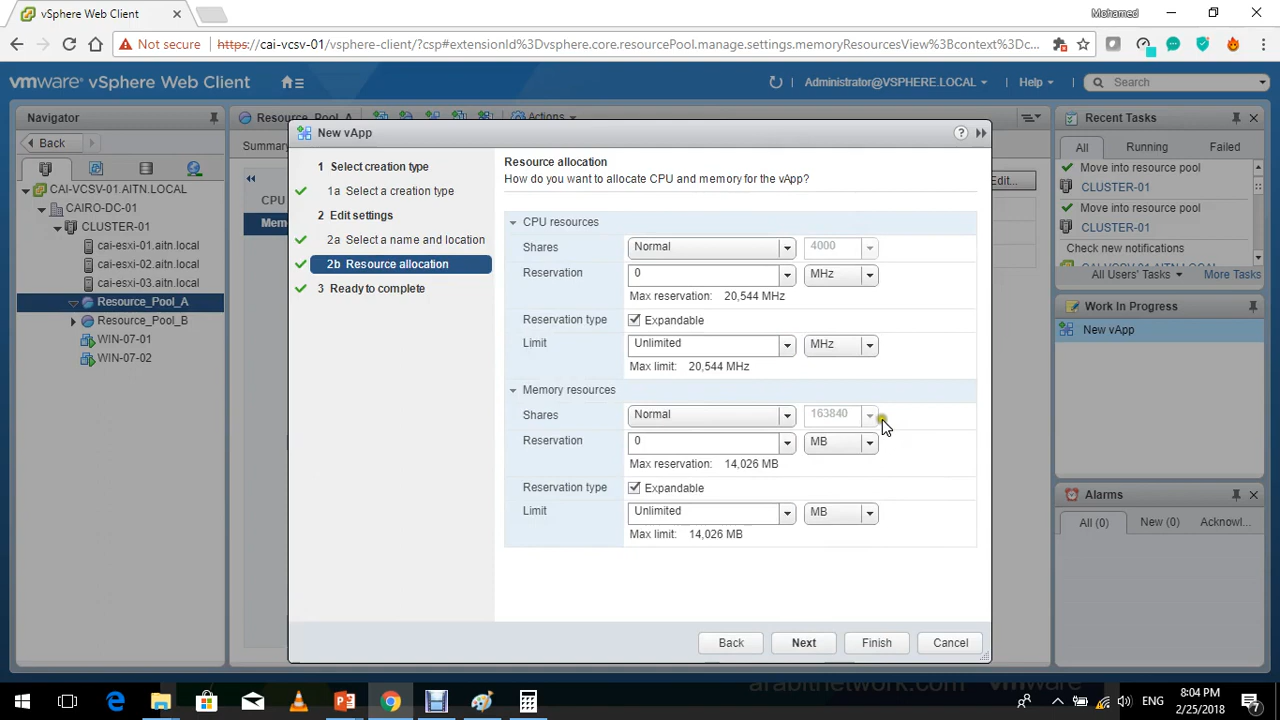 vSphere Web Client
Mohamed
Not secure
https://cai-vcsv-01/vsphere-client/?csp#extensionId%3Dvsphere.core.resourcePool.manage.settings.memoryResourcesView%3Bcontext%3Dc...
vmware vSphere Web Client
Administrator@VSPHERE.LOCAL
Help
Search
Navigator
Back
CAI-VCSV-01.AITN.LOCAL
CAIRO-DC-01
CLUSTER-01
cai-esxi-01.aitn.local
cai-esxi-02.aitn.local
cai-esxi-03.aitn.local
Resource_Pool_A
Resource_Pool_B
WIN-07-01
WIN-07-02
Resource_Pool_A
Actions
Summary
CPU
Edit...
New vApp
1 Select creation type
1a Select a creation type
2 Edit settings
2a Select a name and location
2b Resource allocation
3 Ready to complete
Resource allocation
How do you want to allocate CPU and memory for the vApp?
CPU resources
Shares Normal 4000
Reservation 0 MHz
Max reservation: 20,544 MHz
Reservation type Expandable
Limit Unlimited MHz
Max limit: 20,544 MHz
Memory resources
Shares Normal 163840
Reservation 0 MB
Max reservation: 14,026 MB
Reservation type Expandable
Limit Unlimited MB
Max limit: 14,026 MB
Back Next Finish Cancel
Recent Tasks
All Running Failed
Move into resource pool
CLUSTER-01
Move into resource pool
CLUSTER-01
Check new notifications
All Users' Tasks More Tasks
Work In Progress
New vApp
Alarms
All (0) New (0) Acknowl...
arabitnetwork.com vmware
ENG
8:04 PM
2/25/2018
7